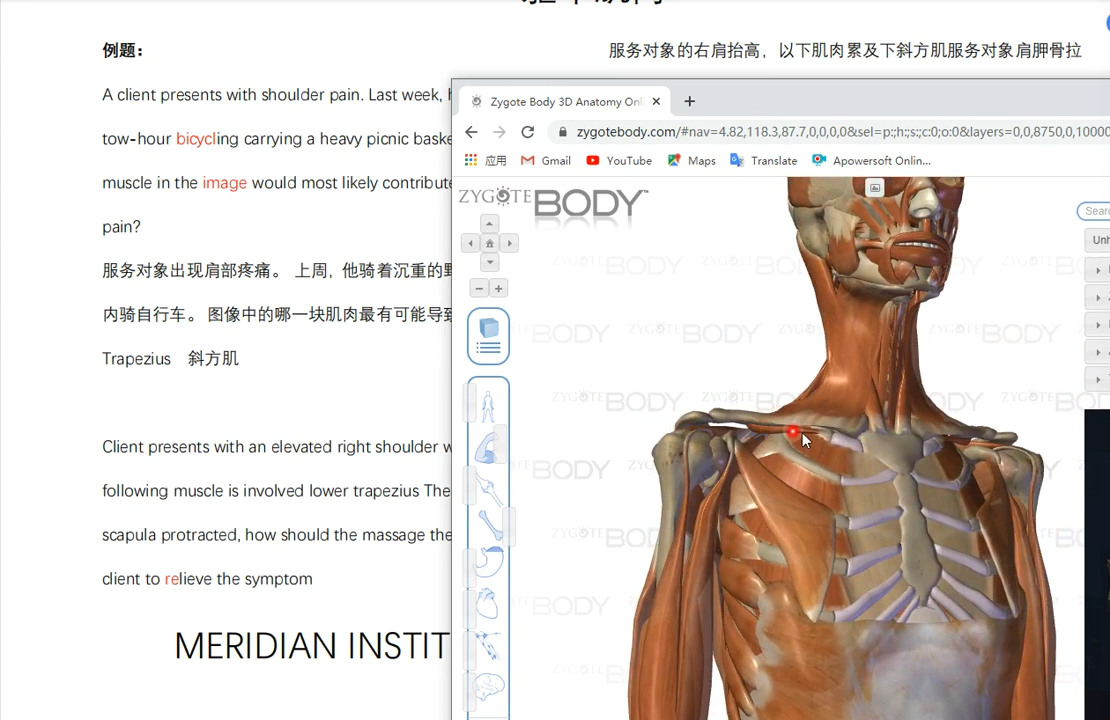 例题：
服务对象的右肩抬高，以下肌肉累及下斜方肌服务对象肩胛骨拉
A client presents with shoulder pain. Last week, h
tow-hour bicycling carrying a heavy picnic baske
muscle in the image would most likely contribute
pain?
服务对象出现肩部疼痛。 上周，他骑着沉重的野
内骑自行车。 图像中的哪一块肌肉最有可能导致
Trapezius 斜方肌
Client presents with an elevated right shoulder w
following muscle is involved lower trapezius The
scapula protracted, how should the massage the
client to relieve the symptom
MERIDIAN INSTIT
Zygote Body 3D Anatomy Onl
zygotebody.com/#nav=4.82,118.3,87.7,0,0,0,0&sel=p:;h:;s:;c:0;o:0&layers=0,0,8750,0,10000
应用 Gmail YouTube Maps Translate Apowersoft Onlin...
ZYGOTE BODY™
Sear
Unh